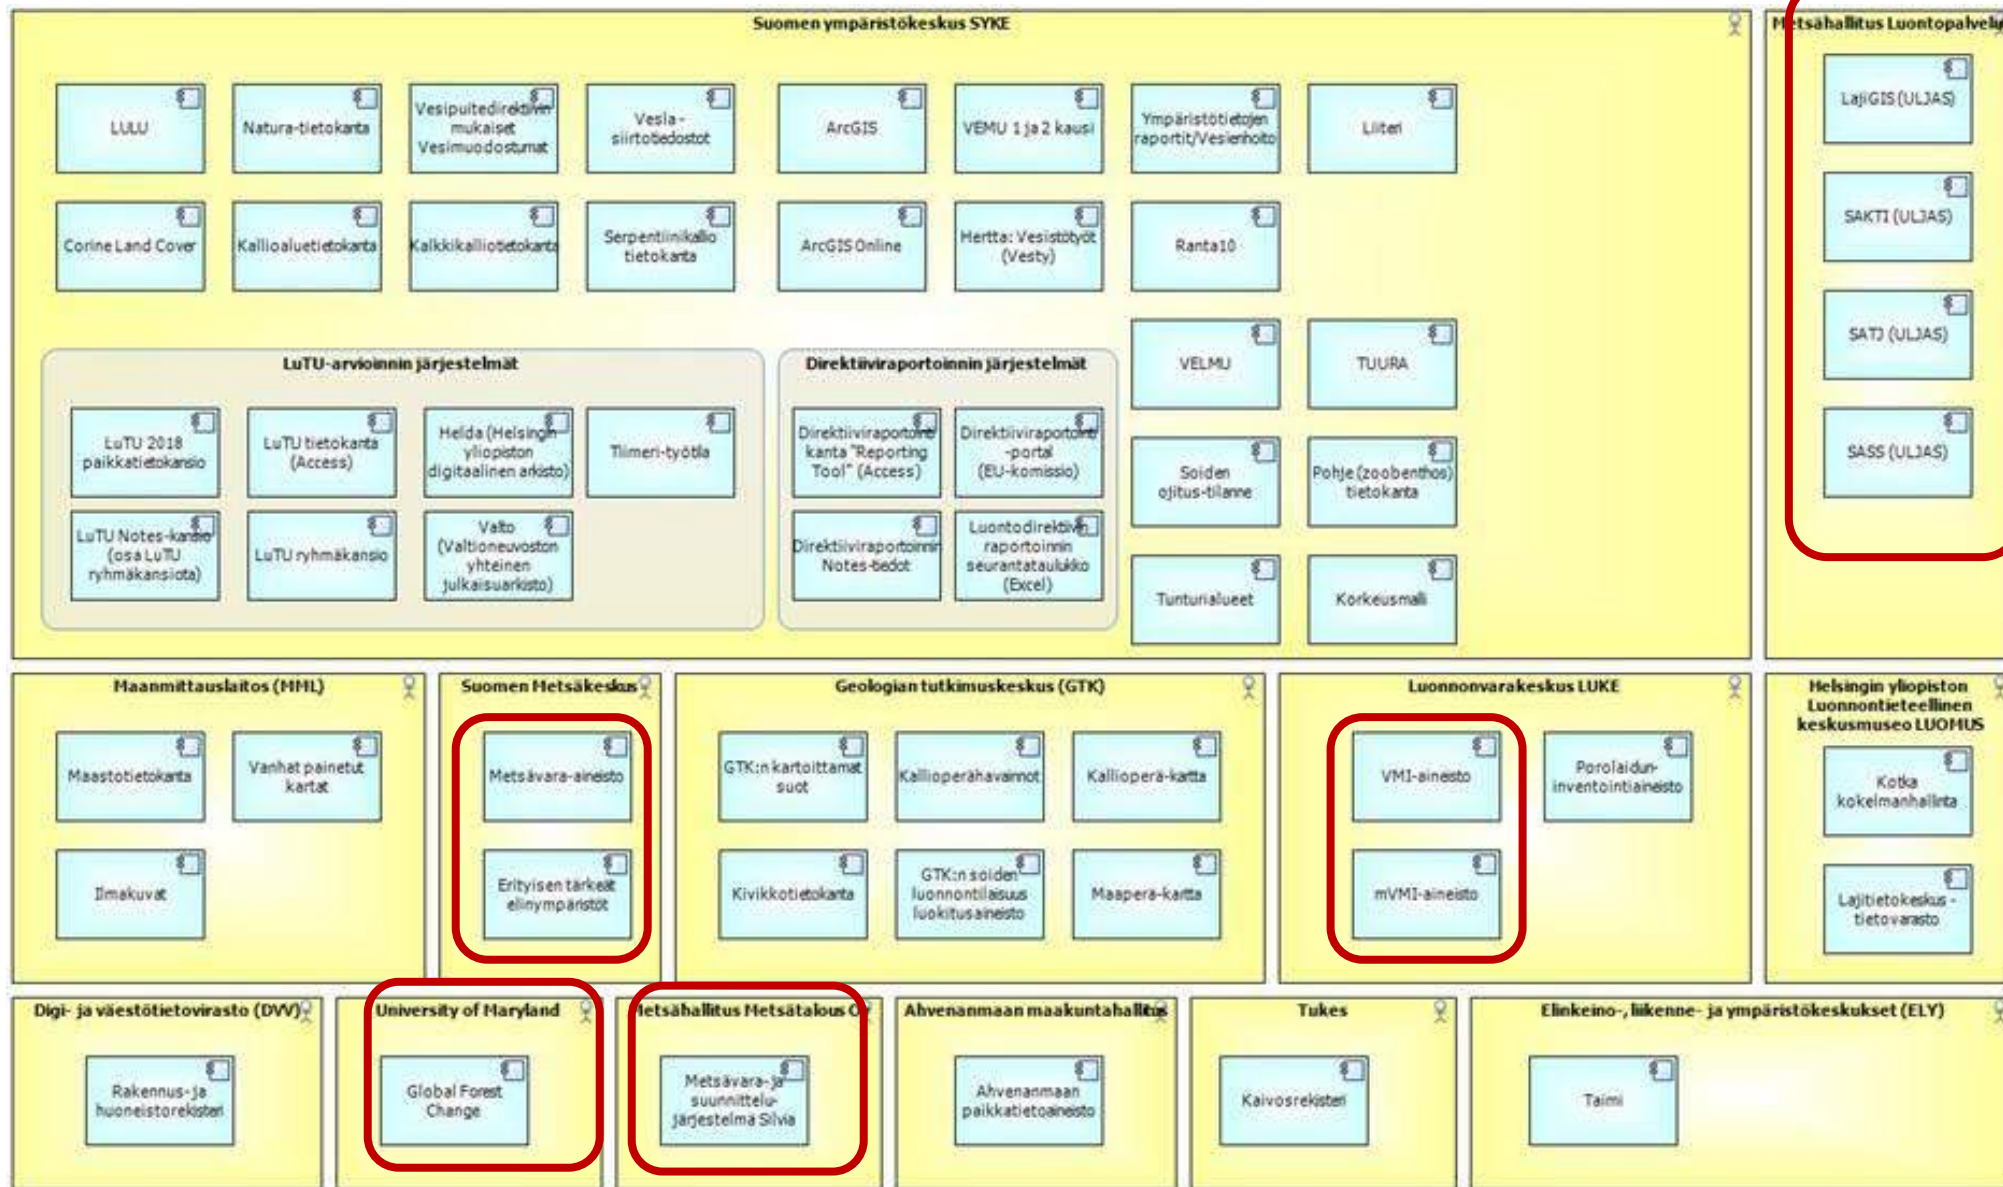 Suomen ympäristökeskus SYKE
LULU
Natura-tietokanta
Vesipuitedirektiivin
mukaiset
Vesimuodostumat
Vesla -
siirtotiedostot
ArcGIS
VEMU 1 ja 2 kausi
Ympäristötietojen
raportit/Vesienhoito
Liiteri
Corine Land Cover
Kallioaluetietokanta
Kalkkikalliotietokanta
Serpentiinikallio
tietokanta
ArcGIS Online
Hertta: Vesistötyöt
(Vesty)
Ranta10
LuTU-arvioinnin järjestelmät
LuTU 2018
paikkatietokansio
LuTU tietokanta
(Access)
Helda (Helsingin
yliopiston
digitaalinen arkisto)
Tiimeri-työtila
LuTU Notes-kansio
(osa LuTU
ryhmäkansiota)
LuTU ryhmäkansio
Valto
(Valtioneuvoston
yhteinen
julkaisuarkisto)
Direktiiviraportoinnin järjestelmät
Direktiiviraportointi
kanta "Reporting
Tool" (Access)
Direktiiviraportointi
-portal
(EU-komissio)
Direktiiviraportoinnin
Notes-tiedot
Luontodirektiivin
raportoinnin
seurantataulukko
(Excel)
VELMU
TUURA
Soiden
ojitus-tilanne
Pohje (zoobenthos)
tietokanta
Tunturialueet
Korkeusmalli
Metsähallitus Luontopalvelut
LajiGIS (ULJAS)
SAKTI (ULJAS)
SATJ (ULJAS)
SASS (ULJAS)
Maanmittauslaitos (MML)
Maastotietokanta
Vanhat painetut
kartat
Ilmakuvat
Suomen Metsäkeskus
Metsävara-aineisto
Erityisen tärkeät
elinympäristöt
Geologian tutkimuskeskus (GTK)
GTK:n kartoittamat
suot
Kallioperähavainnot
Kallioperä-kartta
Kivikkotietokanta
GTK:n soiden
luonnontilaisuus
luokitusaineisto
Maaperä-kartta
Luonnonvarakeskus LUKE
VMI-aineisto
Porolaidun-
inventointiaineisto
mVMI-aineisto
Helsingin yliopiston
Luonnontieteellinen
keskusmuseo LUOMUS
Kotka
kokelmanhallinta
Lajitietokeskus -
tietovarasto
Digi- ja väestötietovirasto (DVV)
Rakennus- ja
huoneistorekisteri
University of Maryland
Global Forest
Change
Metsähallitus Metsätalous Oy
Metsävara- ja
suunnittelu-
järjestelmä Silvia
Ahvenanmaan maakuntahallitus
Ahvenanmaan
paikkatietoaineisto
Tukes
Kaivosrekisteri
Elinkeino-, liikenne- ja ympäristökeskukset (ELY)
Taimi